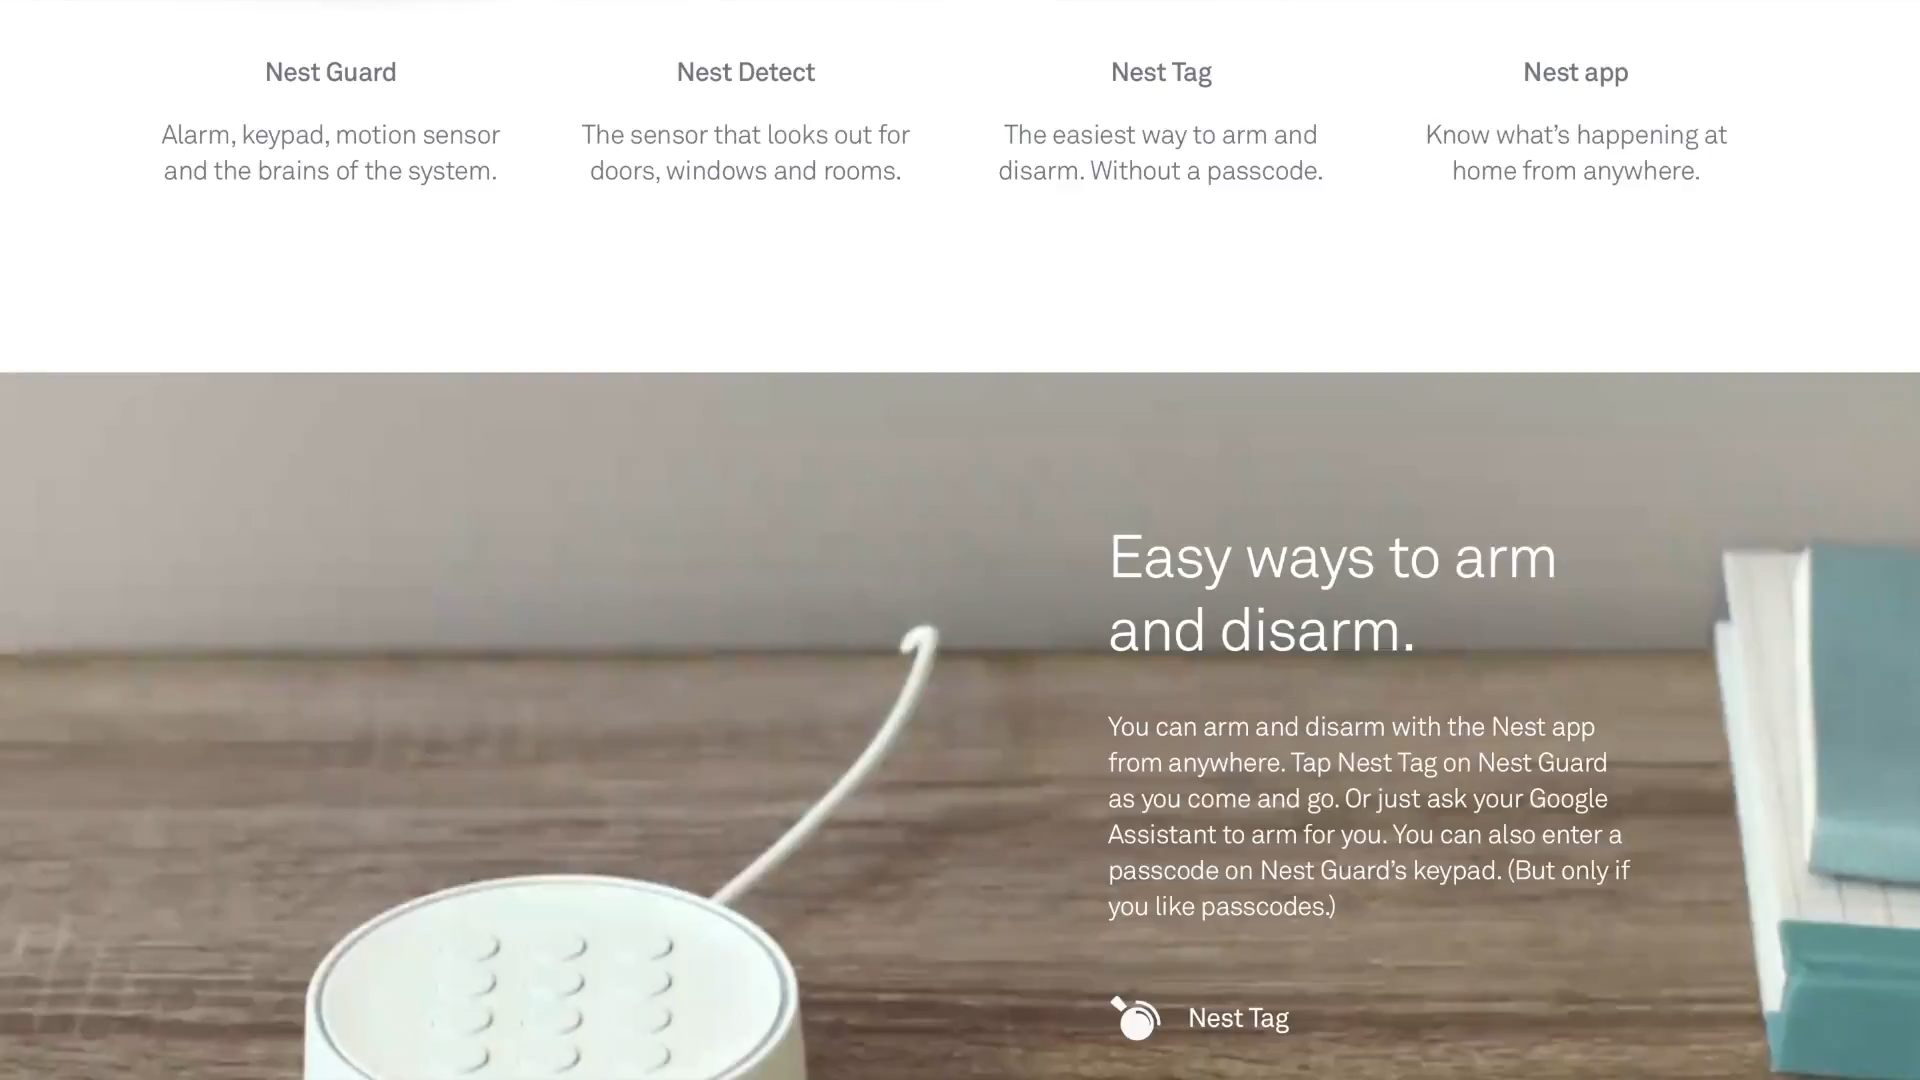 Nest Guard
Alarm, keypad, motion sensor
and the brains of the system.
Nest Detect
The sensor that looks out for
doors, windows and rooms.
Nest Tag
The easiest way to arm and
disarm. Without a passcode.
Nest app
Know what’s happening at
home from anywhere.
Easy ways to arm
and disarm.
You can arm and disarm with the Nest app
from anywhere. Tap Nest Tag on Nest Guard
as you come and go. Or just ask your Google
Assistant to arm for you. You can also enter a
passcode on Nest Guard’s keypad. (But only if
you like passcodes.)
Nest Tag